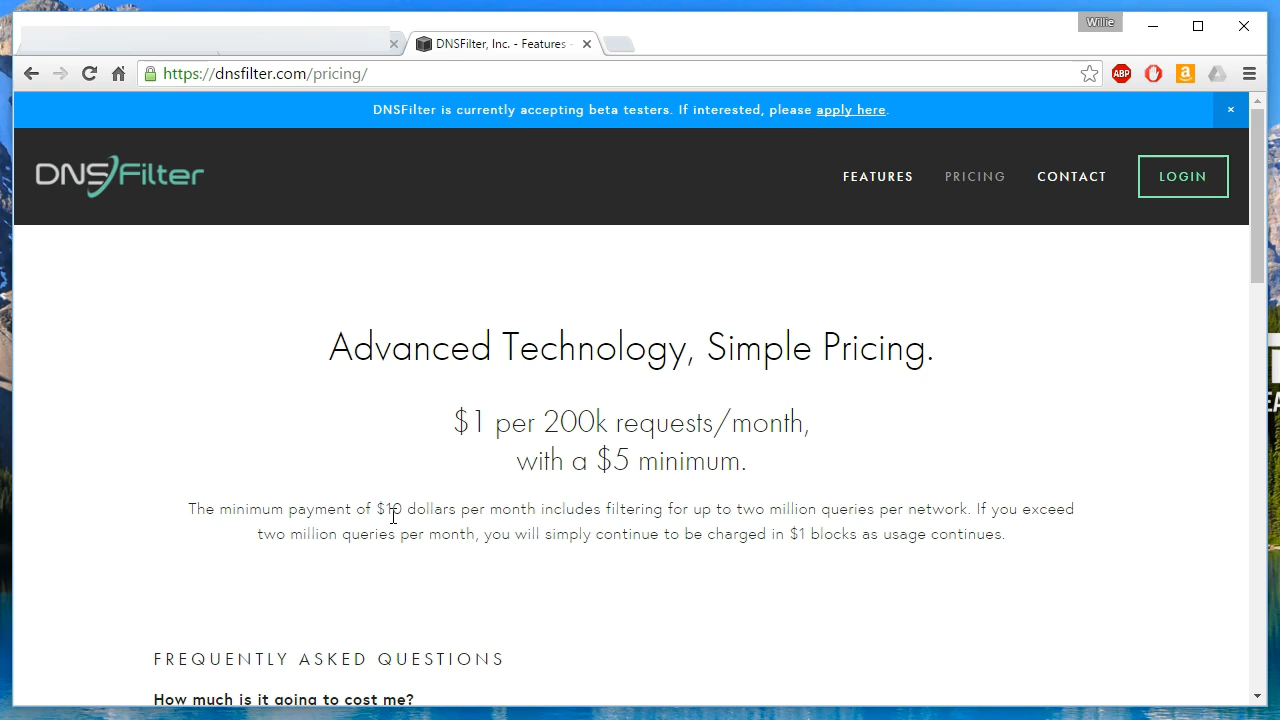 Willie
DNSFilter, Inc. - Features -
https://dnsfilter.com/pricing/
ABP
DNSFilter is currently accepting beta testers. If interested, please apply here.
DNSFilter
FEATURES
PRICING
CONTACT
LOGIN
Advanced Technology, Simple Pricing.
$1 per 200k requests/month,
with a $5 minimum.
The minimum payment of $10 dollars per month includes filtering for up to two million queries per network. If you exceed
two million queries per month, you will simply continue to be charged in $1 blocks as usage continues.
FREQUENTLY ASKED QUESTIONS
How much is it going to cost me?